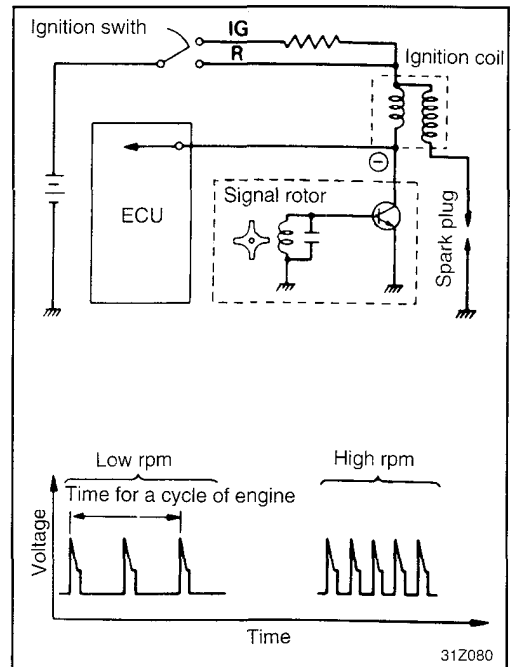 Ignition swith
IG
R
Ignition coil
⊖
ECU
Signal rotor
Spark plug
Low rpm
High rpm
Time for a cycle of engine
Voltage
Time
31Z080